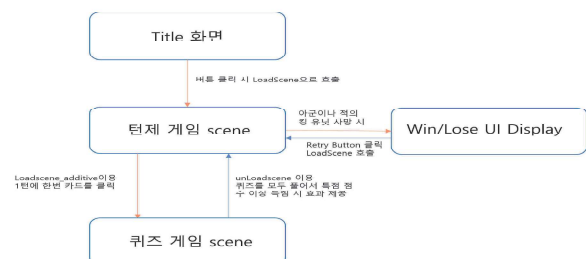 Title 화면
버튼 클릭 시 LoadScene으로 호출
턴제 게임 scene
아군이나 적의
킹 유닛 사망 시
Win/Lose UI Display
Retry Button 클릭
LoadScene 호출
Loadscene_additive이용
1턴에 한번 카드를 클릭
unLoadscene 이용
퀴즈를 모두 풀어서 특정 점
수 이상 득점 시 효과 제공
퀴즈 게임 scene